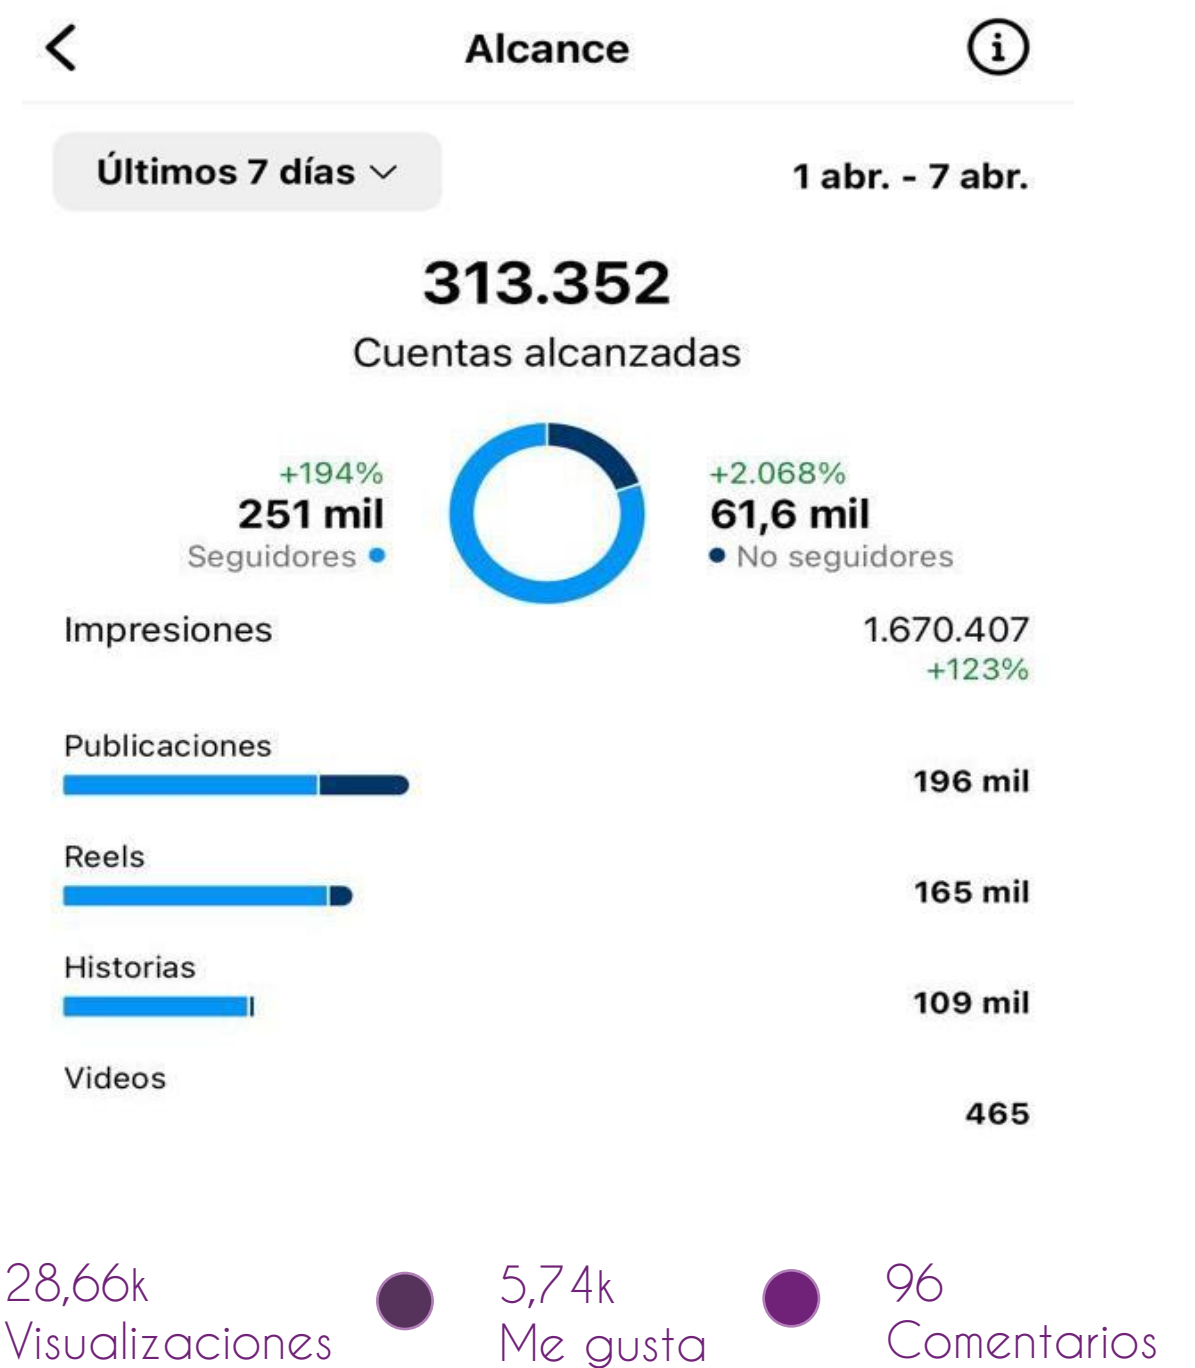 Alcance
Últimos 7 días
1 abr. - 7 abr.
313.352
Cuentas alcanzadas
+194%
251 mil
Seguidores
+2.068%
61,6 mil
No seguidores
Impresiones
1.670.407
+123%
Publicaciones
196 mil
Reels
165 mil
Historias
109 mil
Videos
465
28,66k
Visualizaciones
5,74k
Me gusta
96
Comentarios